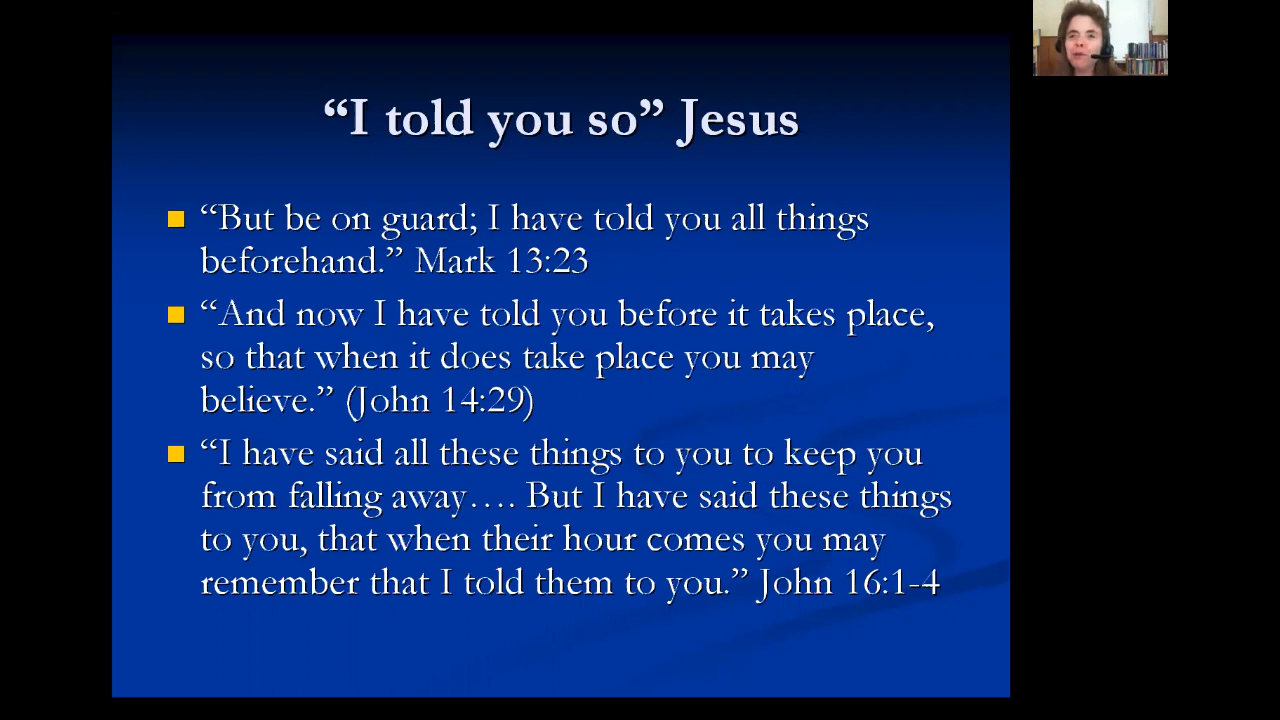 “I told you so” Jesus
“But be on guard; I have told you all things
beforehand.” Mark 13:23
“And now I have told you before it takes place,
so that when it does take place you may
believe.” (John 14:29)
“I have said all these things to you to keep you
from falling away…. But I have said these things
to you, that when their hour comes you may
remember that I told them to you.” John 16:1-4